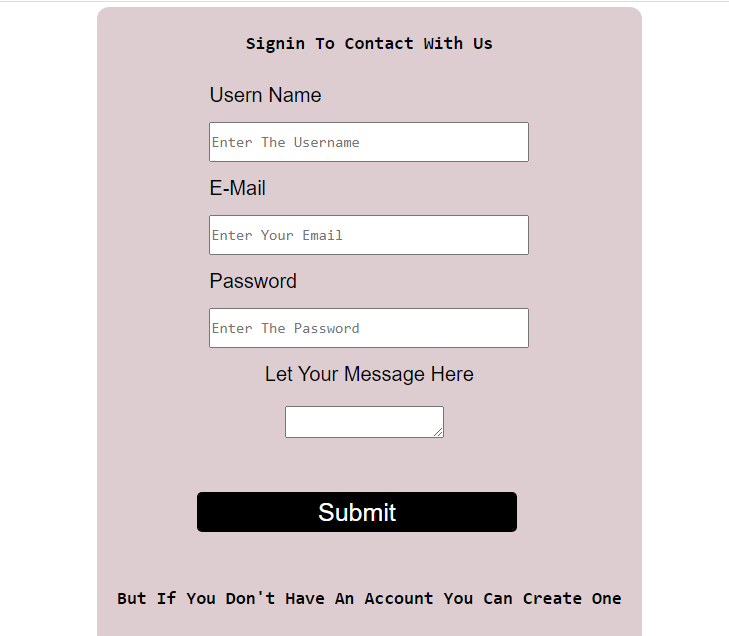 Signin To Contact With Us
Usern Name
Enter The Username
E-Mail
Enter Your Email
Password
Enter The Password
Let Your Message Here
Submit
But If You Don't Have An Account You Can Create One